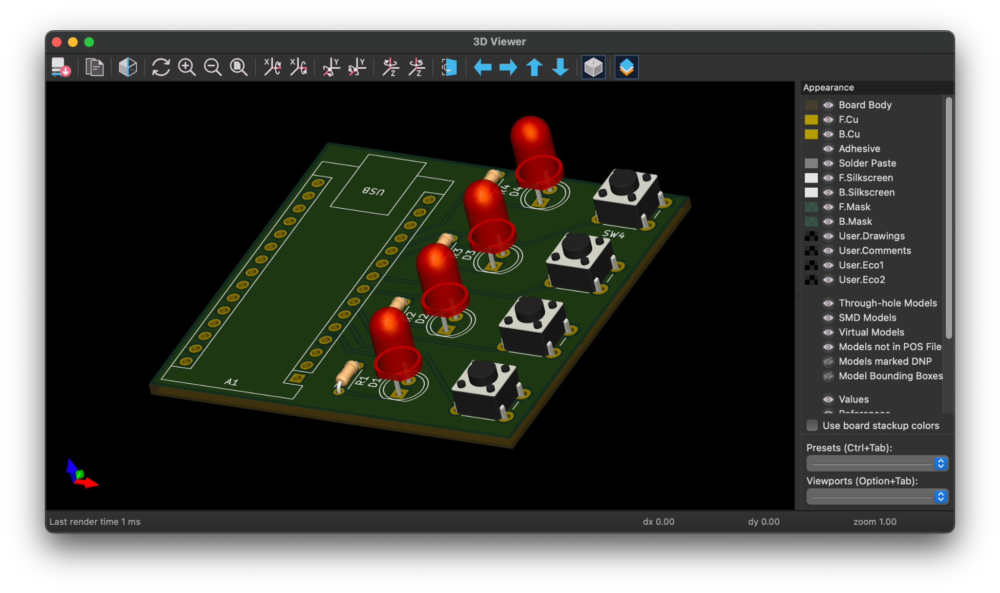 3D Viewer
X X Y Y Z Z
Appearance
Board Body
F.Cu
B.Cu
Adhesive
Solder Paste
F.Silkscreen
B.Silkscreen
F.Mask
B.Mask
User.Drawings
User.Comments
User.Eco1
User.Eco2
Through-hole Models
SMD Models
Virtual Models
Models not in POS File
Models marked DNP
Model Bounding Boxes
Values
References
Use board stackup colors
Presets (Ctrl+Tab):
Viewports (Option+Tab):
USB
R4
D4
SW4
R3
D3
R2
D2
R1
D1
A1
Last render time 1 ms
dx 0.00
dy 0.00
zoom 1.00